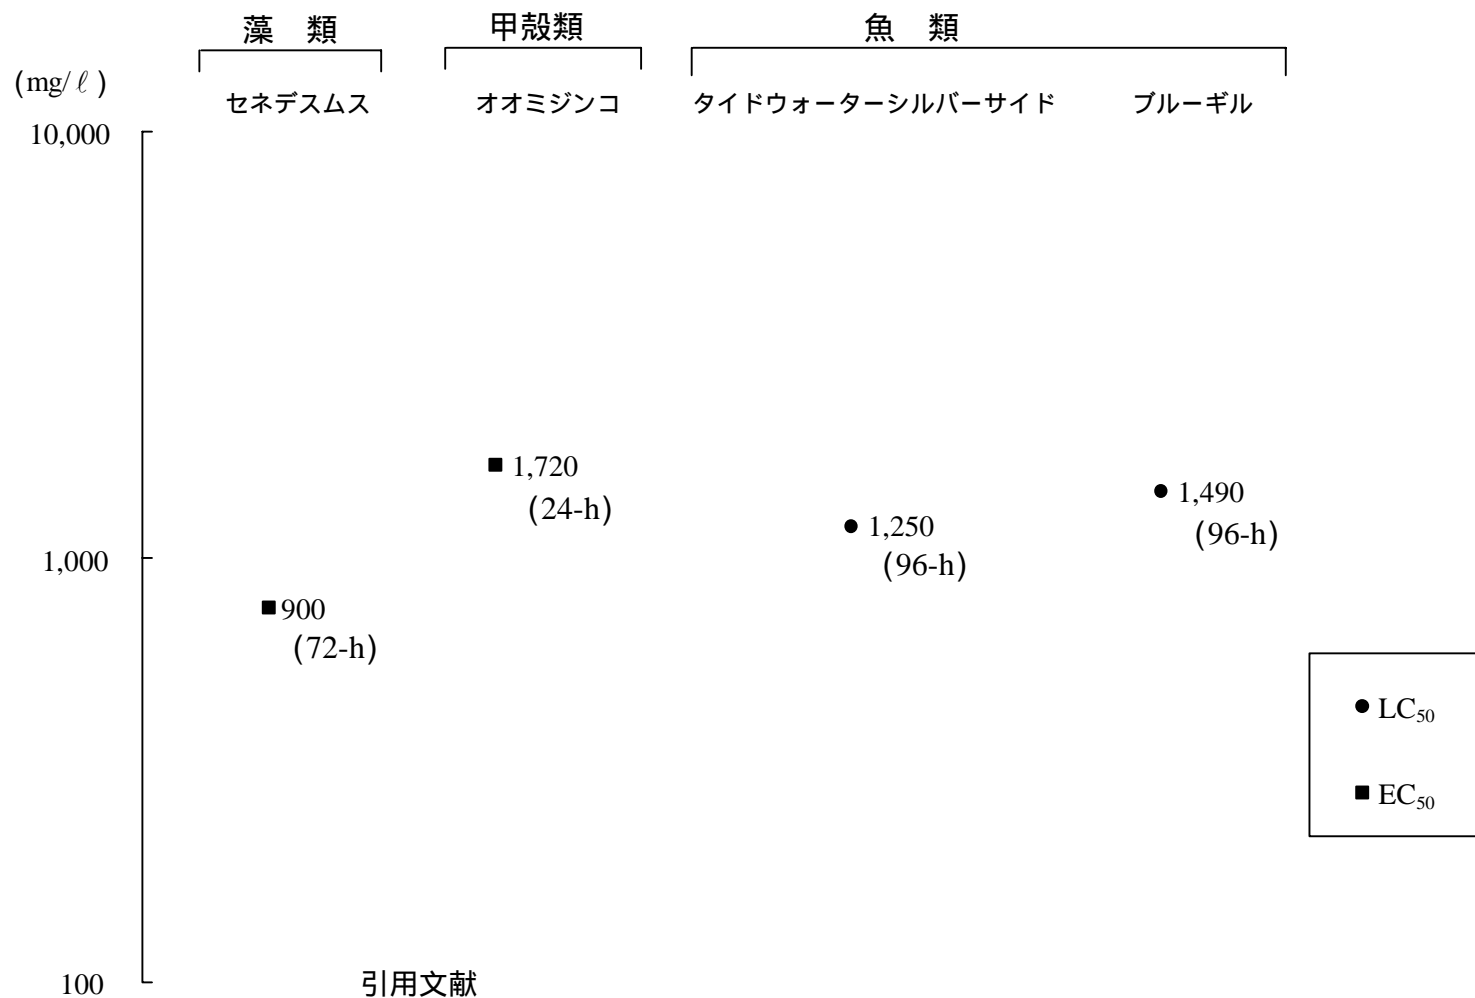 藻　類
甲殻類
魚　類
(mg/ℓ)
セネデスムス
オオミジンコ
タイドウォーターシルバーサイド
ブルーギル
10,000
1,720
(24-h)
1,490
(96-h)
1,250
(96-h)
1,000
900
(72-h)
LC50
EC50
100
引用文献